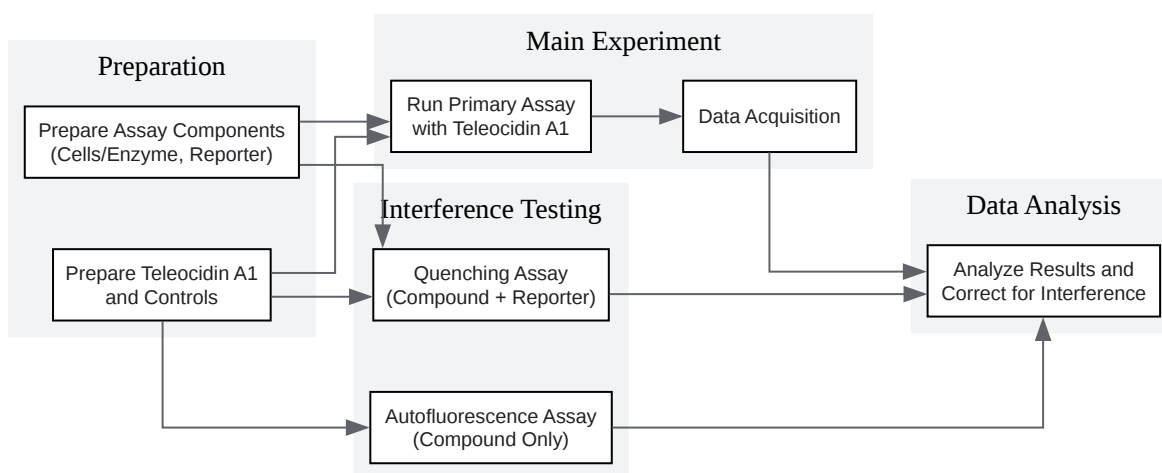 Preparation
Prepare Assay Components
(Cells/Enzyme, Reporter)
Prepare Teleocidin A1
and Controls
Main Experiment
Run Primary Assay
with Teleocidin A1
Data Acquisition
Interference Testing
Quenching Assay
(Compound + Reporter)
Autofluorescence Assay
(Compound Only)
Data Analysis
Analyze Results and
Correct for Interference